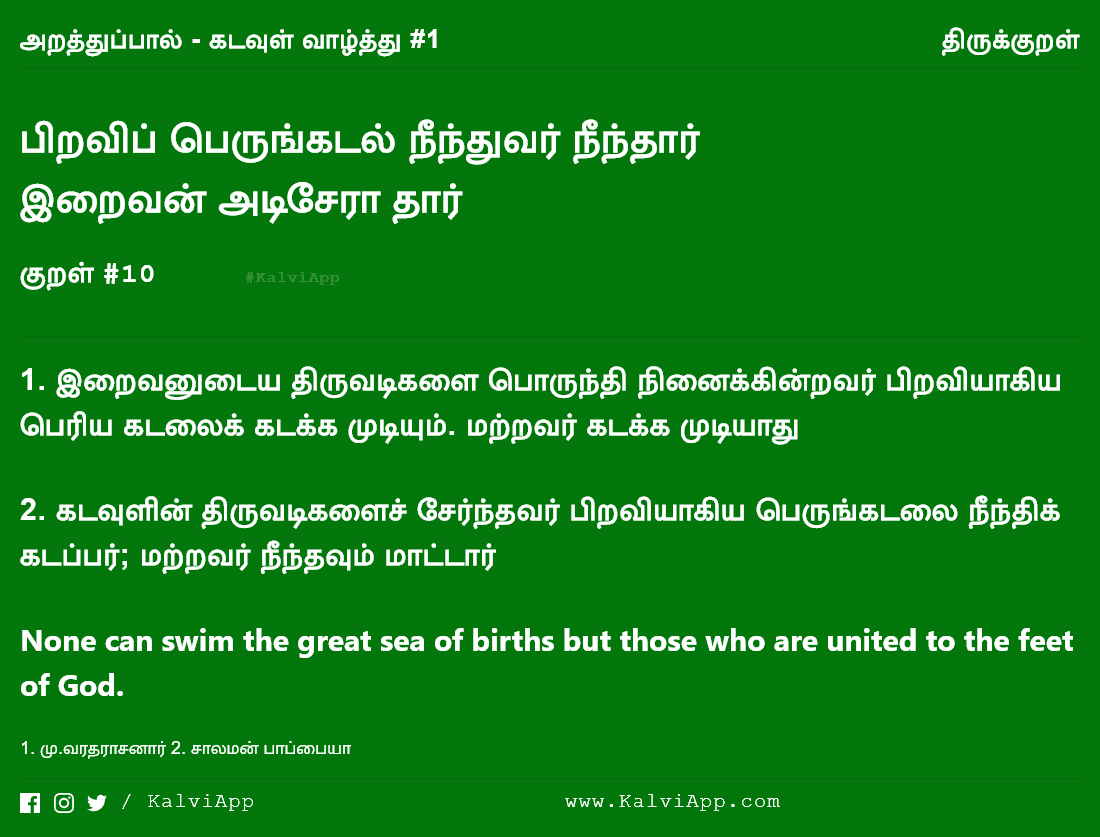 அறத்துப்பால் - கடவுள் வாழ்த்து #1
திருக்குறள்
பிறவிப் பெருங்கடல் நீந்துவர் நீந்தார்
இறைவன் அடிசேரா தார்
குறள் #10
#KalviApp
1. இறைவனுடைய திருவடிகளை பொருந்தி நினைக்கின்றவர் பிறவியாகிய
பெரிய கடலைக் கடக்க முடியும். மற்றவர் கடக்க முடியாது
2. கடவுளின் திருவடிகளைச் சேர்ந்தவர் பிறவியாகிய பெருங்கடலை நீந்திக்
கடப்பர்; மற்றவர் நீந்தவும் மாட்டார்
None can swim the great sea of births but those who are united to the feet
of God.
1. மு.வரதராசனார் 2. சாலமன் பாப்பையா
/ KalviApp
www.KalviApp.com